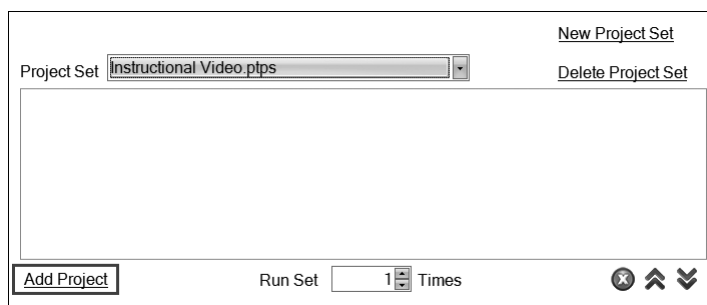 New Project Set
Project Set Instructional Video.ptps
Delete Project Set
Add Project Run Set 1 Times